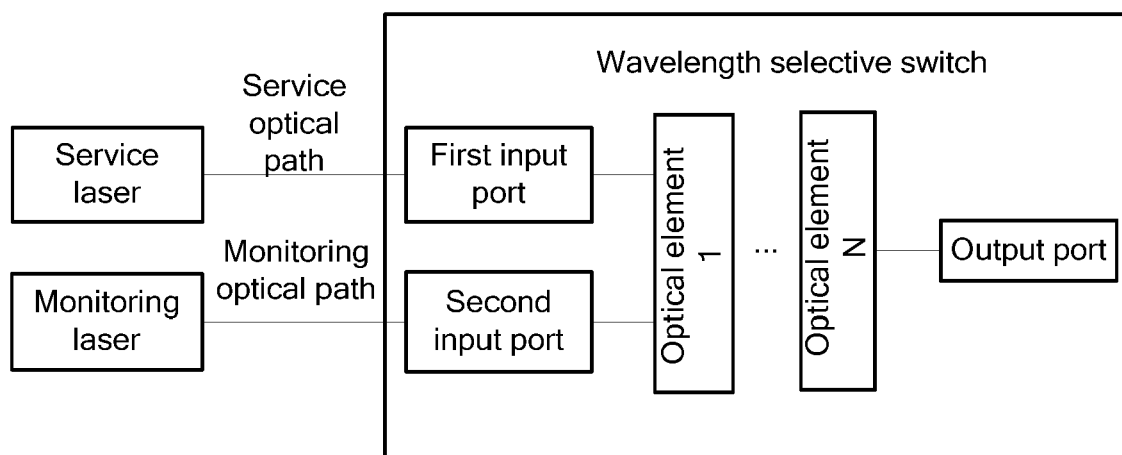 Wavelength selective switch
Service
optical
path
Service
laser
First input
port
Optical element
1
...
Optical element
N
Output port
Monitoring
optical path
Monitoring
laser
Second
input port